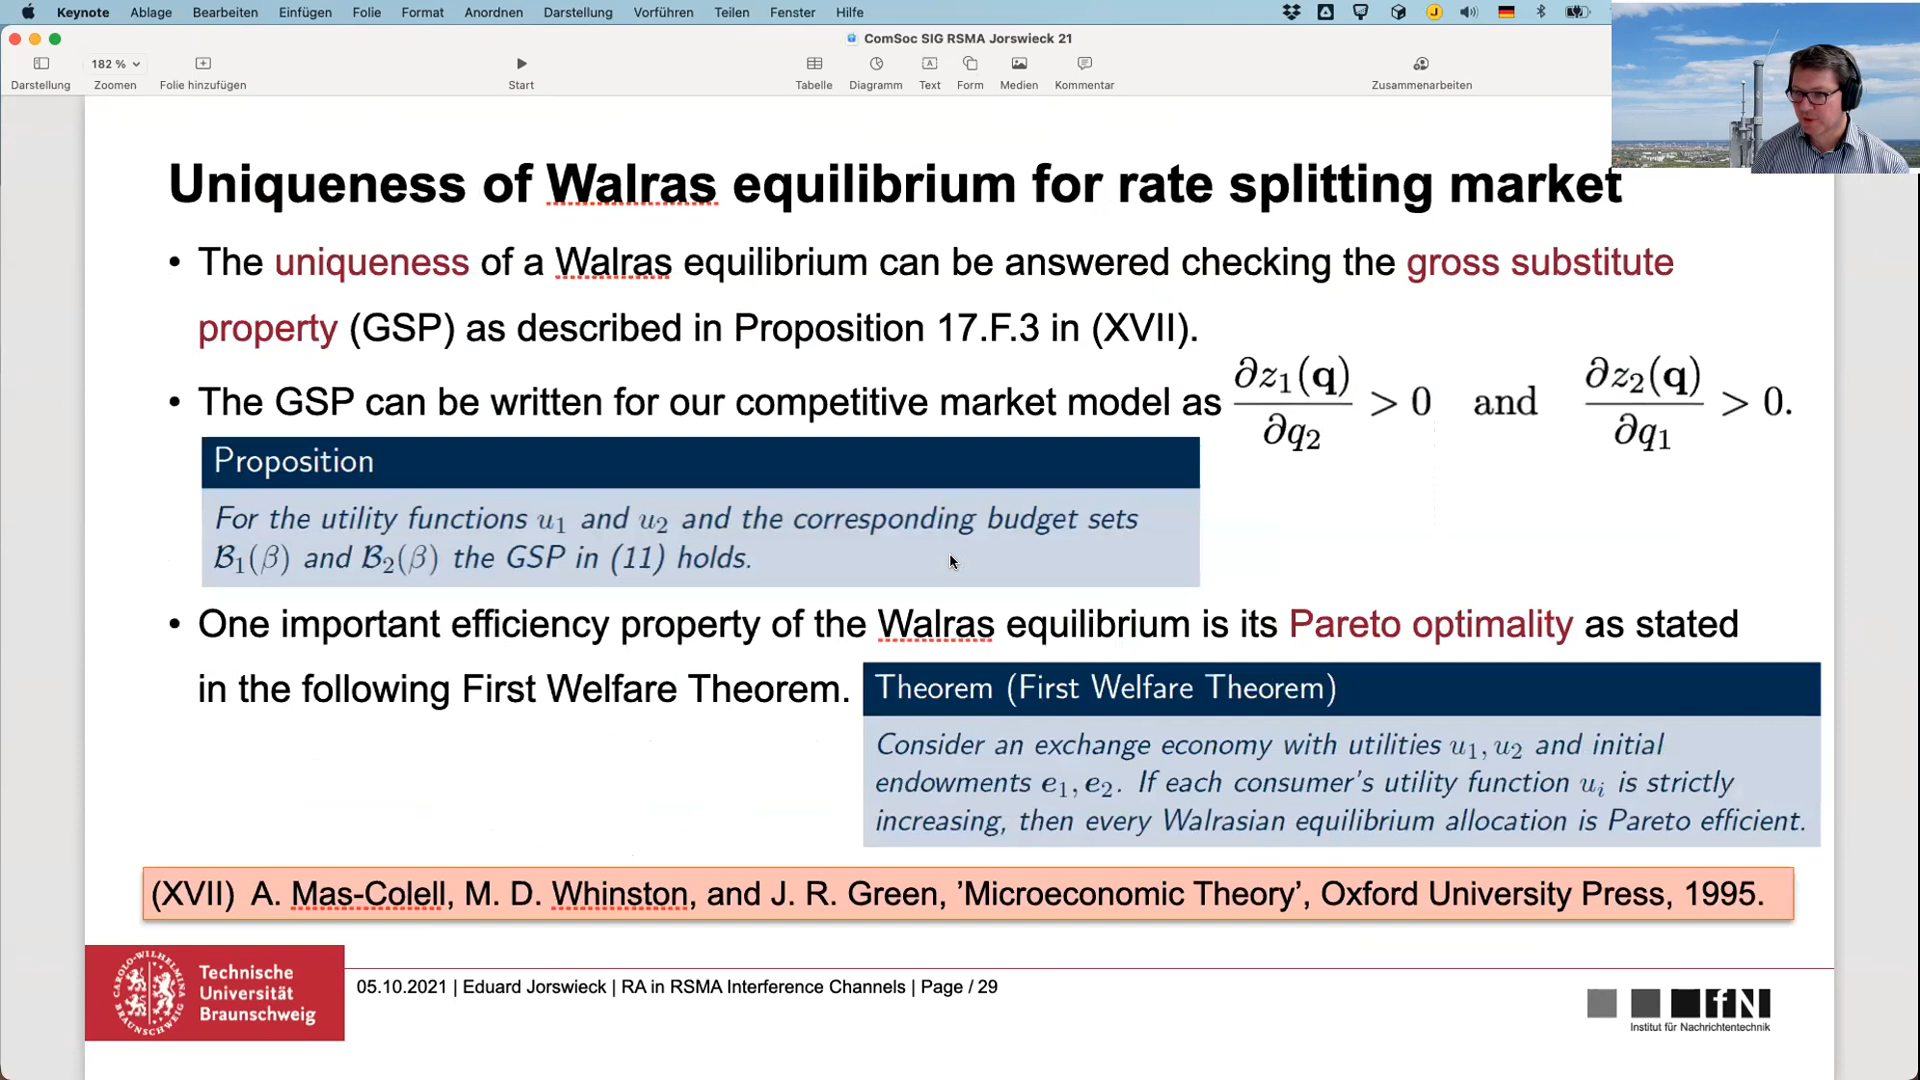 Keynote Ablage Bearbeiten Einfügen Folie Format Anordnen Darstellung Vorführen Teilen Fenster Hilfe
ComSoc SIG RSMA Jorswieck 21
182 %
Darstellung Zoomen Folie hinzufügen Start Tabelle Diagramm Text Form Medien Kommentar Zusammenarbeiten
Uniqueness of Walras equilibrium for rate splitting market
• The uniqueness of a Walras equilibrium can be answered checking the gross substitute
property (GSP) as described in Proposition 17.F.3 in (XVII).
• The GSP can be written for our competitive market model as ∂z₁(𝐪)/∂q₂ > 0 and ∂z₂(𝐪)/∂q₁ > 0.
Proposition
For the utility functions u₁ and u₂ and the corresponding budget sets
ℬ₁(β) and ℬ₂(β) the GSP in (11) holds.
• One important efficiency property of the Walras equilibrium is its Pareto optimality as stated
in the following First Welfare Theorem.
Theorem (First Welfare Theorem)
Consider an exchange economy with utilities u₁, u₂ and initial
endowments e₁, e₂. If each consumer's utility function uᵢ is strictly
increasing, then every Walrasian equilibrium allocation is Pareto efficient.
(XVII) A. Mas-Colell, M. D. Whinston, and J. R. Green, ’Microeconomic Theory’, Oxford University Press, 1995.
CAROLO-WILHELMINA
BRAUNSCHWEIG
Technische
Universität
Braunschweig
05.10.2021 | Eduard Jorswieck | RA in RSMA Interference Channels | Page / 29
IfN
Institut für Nachrichtentechnik